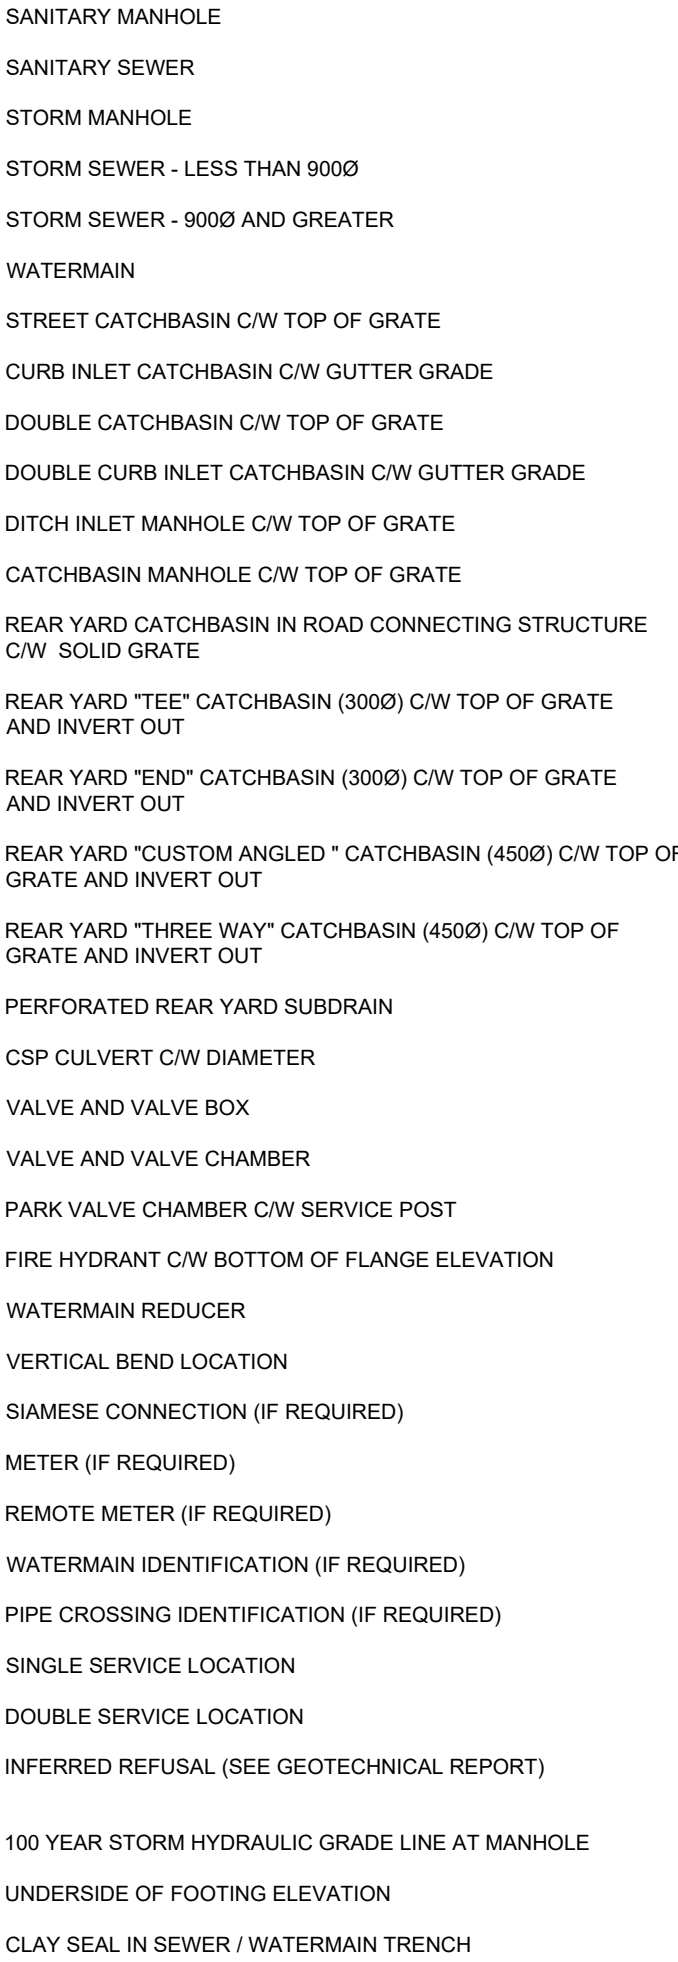 SANITARY MANHOLE
SANITARY SEWER
STORM MANHOLE
STORM SEWER - LESS THAN 900Ø
STORM SEWER - 900Ø AND GREATER
WATERMAIN
STREET CATCHBASIN C/W TOP OF GRATE
CURB INLET CATCHBASIN C/W GUTTER GRADE
DOUBLE CATCHBASIN C/W TOP OF GRATE
DOUBLE CURB INLET CATCHBASIN C/W GUTTER GRADE
DITCH INLET MANHOLE C/W TOP OF GRATE
CATCHBASIN MANHOLE C/W TOP OF GRATE
REAR YARD CATCHBASIN IN ROAD CONNECTING STRUCTURE
C/W SOLID GRATE
REAR YARD "TEE" CATCHBASIN (300Ø) C/W TOP OF GRATE
AND INVERT OUT
REAR YARD "END" CATCHBASIN (300Ø) C/W TOP OF GRATE
AND INVERT OUT
REAR YARD "CUSTOM ANGLED " CATCHBASIN (450Ø) C/W TOP OF
GRATE AND INVERT OUT
REAR YARD "THREE WAY" CATCHBASIN (450Ø) C/W TOP OF
GRATE AND INVERT OUT
PERFORATED REAR YARD SUBDRAIN
CSP CULVERT C/W DIAMETER
VALVE AND VALVE BOX
VALVE AND VALVE CHAMBER
PARK VALVE CHAMBER C/W SERVICE POST
FIRE HYDRANT C/W BOTTOM OF FLANGE ELEVATION
WATERMAIN REDUCER
VERTICAL BEND LOCATION
SIAMESE CONNECTION (IF REQUIRED)
METER (IF REQUIRED)
REMOTE METER (IF REQUIRED)
WATERMAIN IDENTIFICATION (IF REQUIRED)
PIPE CROSSING IDENTIFICATION (IF REQUIRED)
SINGLE SERVICE LOCATION
DOUBLE SERVICE LOCATION
INFERRED REFUSAL (SEE GEOTECHNICAL REPORT)
100 YEAR STORM HYDRAULIC GRADE LINE AT MANHOLE
UNDERSIDE OF FOOTING ELEVATION
CLAY SEAL IN SEWER / WATERMAIN TRENCH